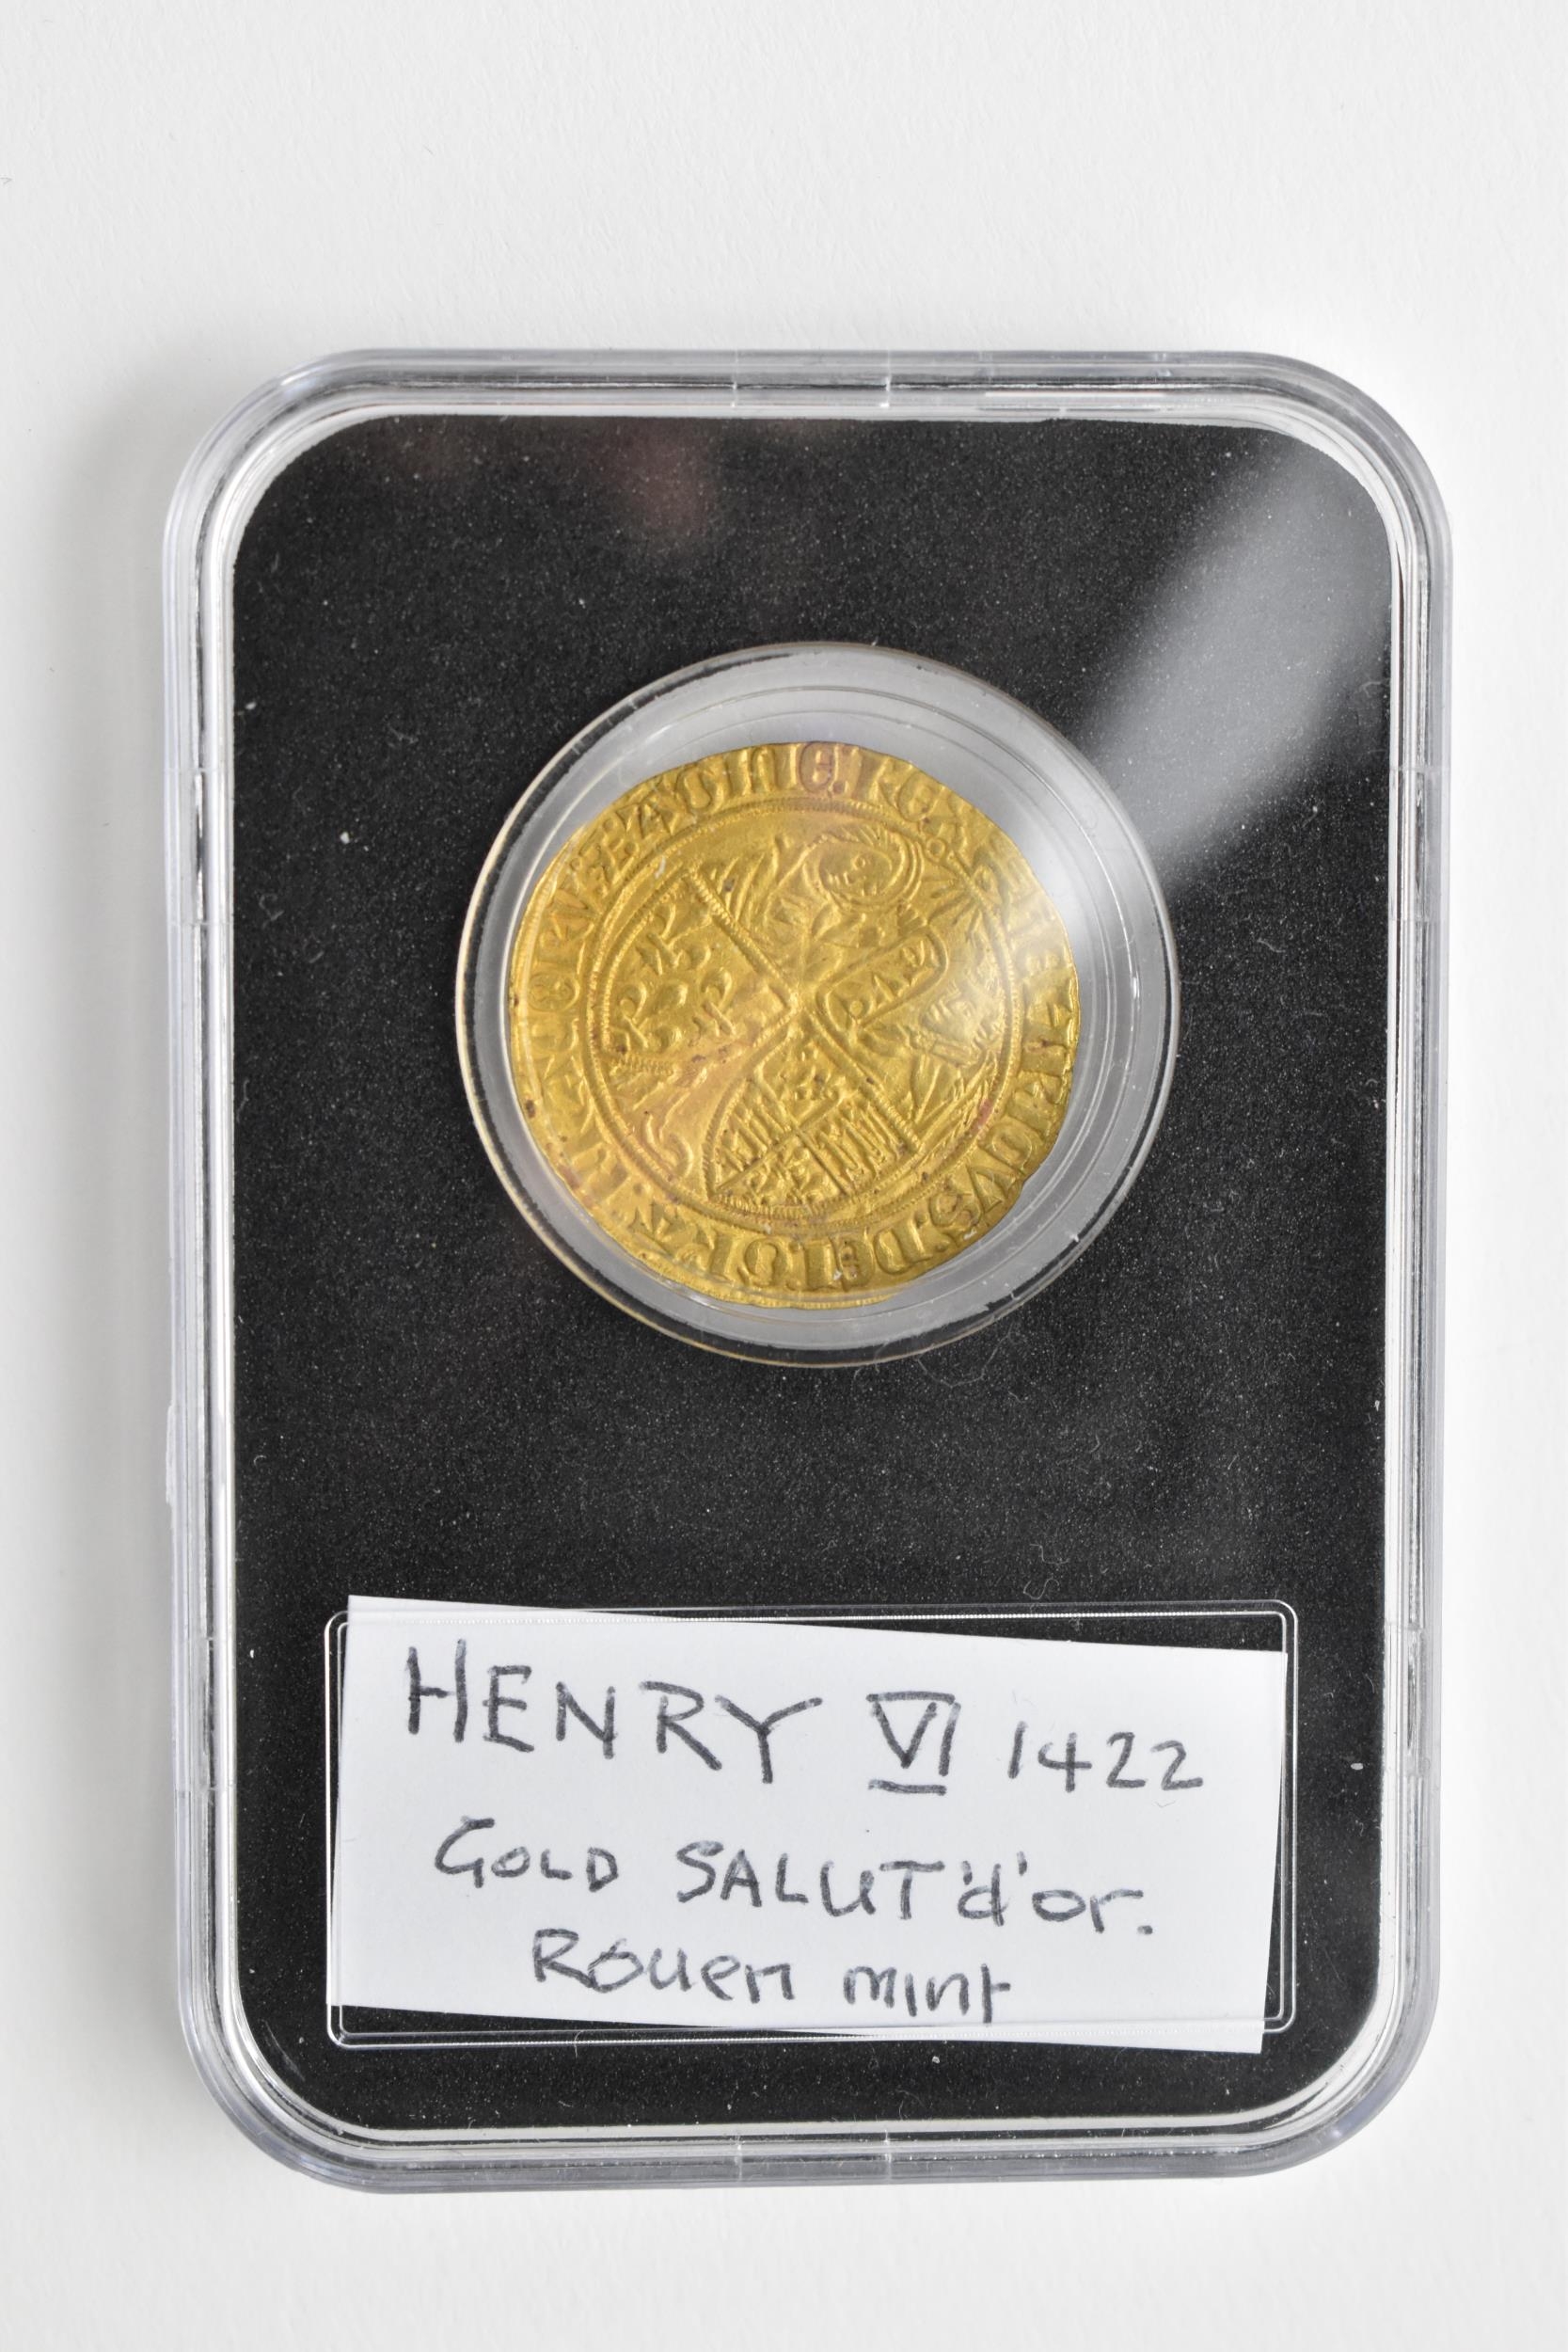 HENRY VI 1422
GOLD SALUT 'd'or.
Rouen mint